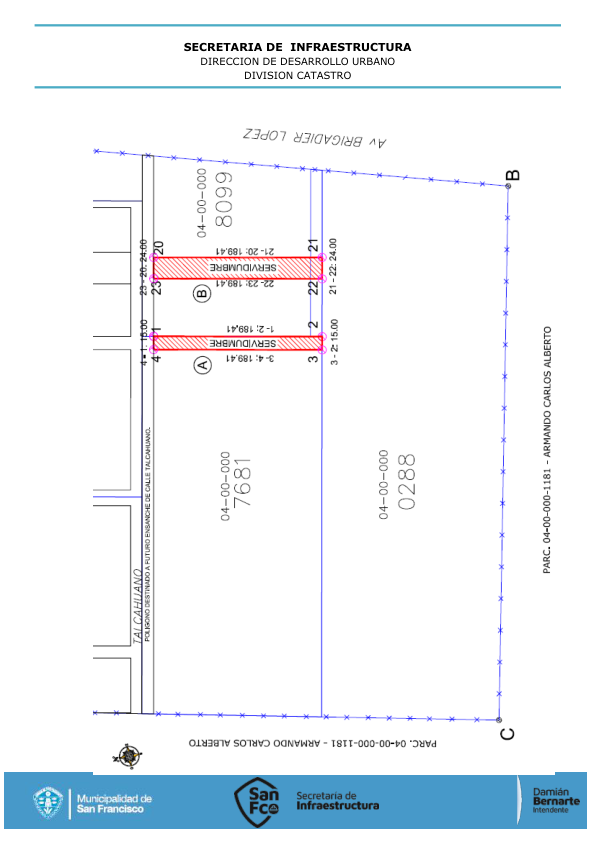 SECRETARIA DE INFRAESTRUCTURA
DIRECCION DE DESARROLLO URBANO
DIVISION CATASTRO
Av BRIGADIER LOPEZ
B
04-00-000
8099
23 - 20: 24.00
20
21 - 20: 189.41
21
21 - 22: 24.00
SERVIDUMBRE
23
22 - 23: 189.41
22
B
4 - 1: 15.00
1
1 - 2: 189.41
2
3 - 2: 15.00
SERVIDUMBRE
4
3 - 4: 189.41
3
A
PARC. 04-00-000-1181 - ARMANDO CARLOS ALBERTO
04-00-000
7681
04-00-000
0288
TALCAHUANO
POLIGONO DESTINADO A FUTURO ENSANCHE DE CALLE TALCAHUANO.
C
PARC. 04-00-000-1181 - ARMANDO CARLOS ALBERTO
Municipalidad de
San Francisco
San
Fco
Secretaría de
Infraestructura
Damián
Bernarte
Intendente